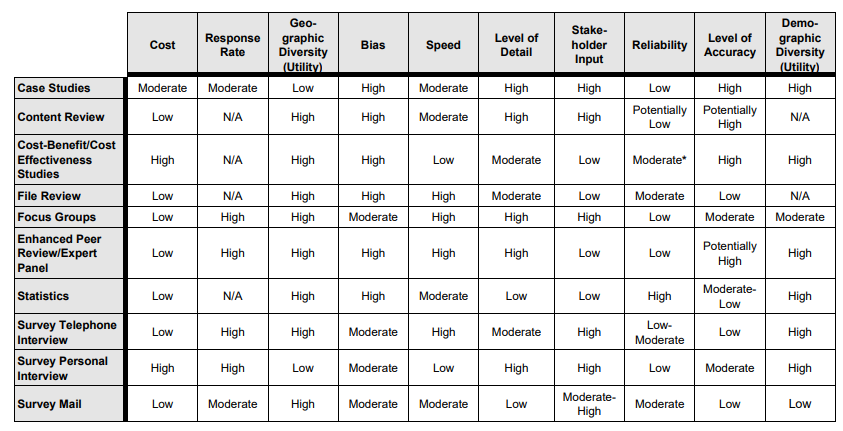 Cost Response Rate Geo-graphic Diversity (Utility) Bias Speed Level of Detail Stake-holder Input Reliability Level of Accuracy Demo-graphic Diversity (Utility)
Case Studies Moderate Moderate Low High Moderate High High Low High High
Content Review Low N/A High High Moderate High High Potentially Low Potentially High N/A
Cost-Benefit/Cost Effectiveness Studies High N/A High High Low Moderate Low Moderate* High High
File Review Low N/A High High High Moderate Low Moderate Low N/A
Focus Groups Low High High Moderate High High High Low Moderate Moderate
Enhanced Peer Review/Expert Panel Low High High High High High Low Low Potentially High High
Statistics Low N/A High High Moderate Low Low High Moderate-Low High
Survey Telephone Interview Low High High Moderate High Moderate High Low-Moderate Low High
Survey Personal Interview High High Low Moderate Low High High Low Moderate High
Survey Mail Low Moderate High Moderate Moderate Low Moderate-High Moderate Low Low